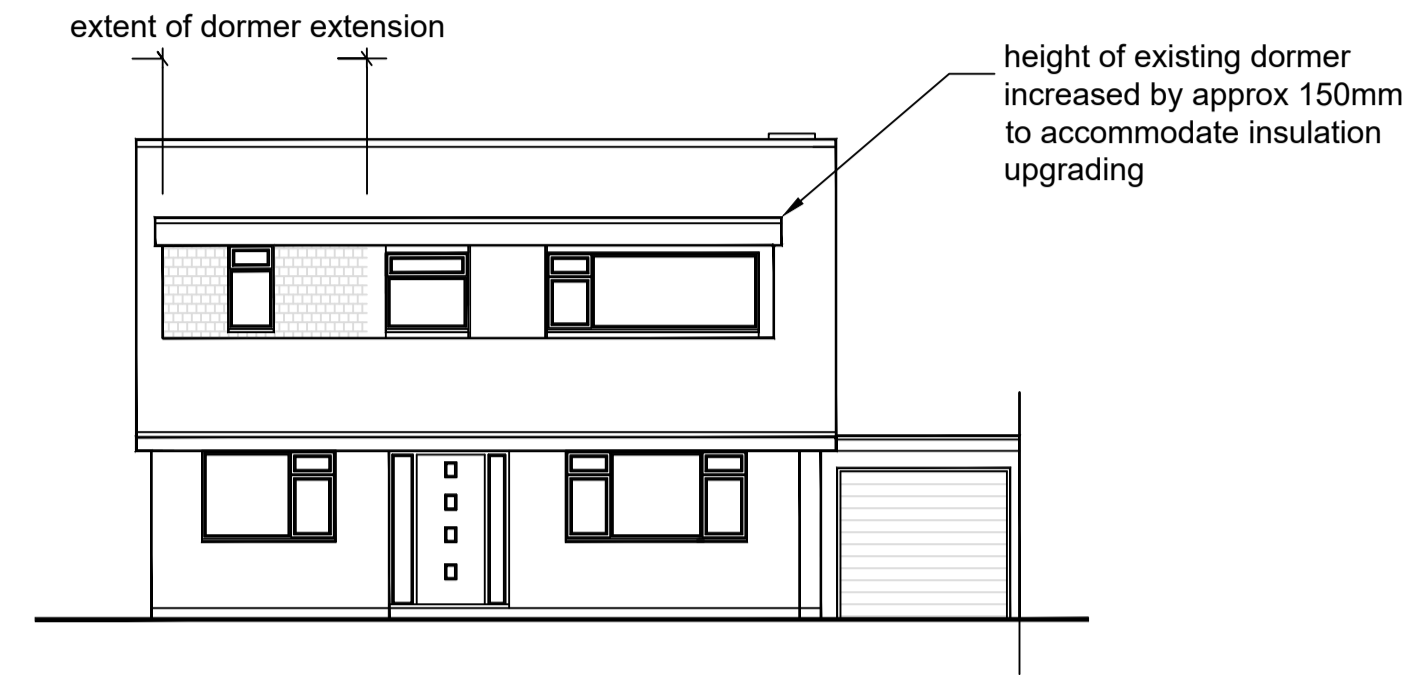 extent of dormer extension
height of existing dormer
increased by approx 150mm
to accommodate insulation
upgrading